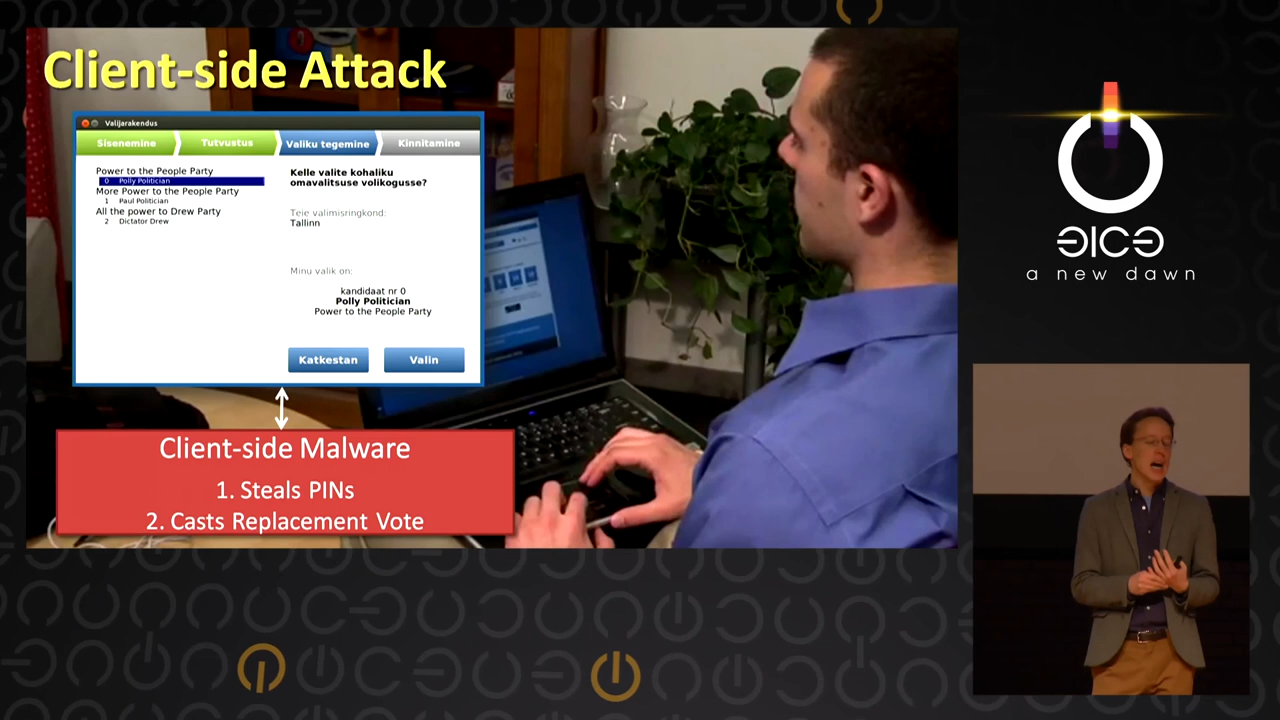 Client-side Attack
Valijarakendus
Sisenemine
Tutvustus
Valiku tegemine
Kinnitamine
Power to the People Party
0 Polly Politician
More Power to the People Party
1 Paul Politician
All the power to Drew Party
2 Dictator Drew
Kelle valite kohaliku
omavalitsuse volikogusse?
Teie valimisringkond:
Tallinn
Minu valik on:
kandidaat nr 0
Polly Politician
Power to the People Party
Katkestan
Valin
Client-side Malware
1. Steals PINs
2. Casts Replacement Vote
a new dawn